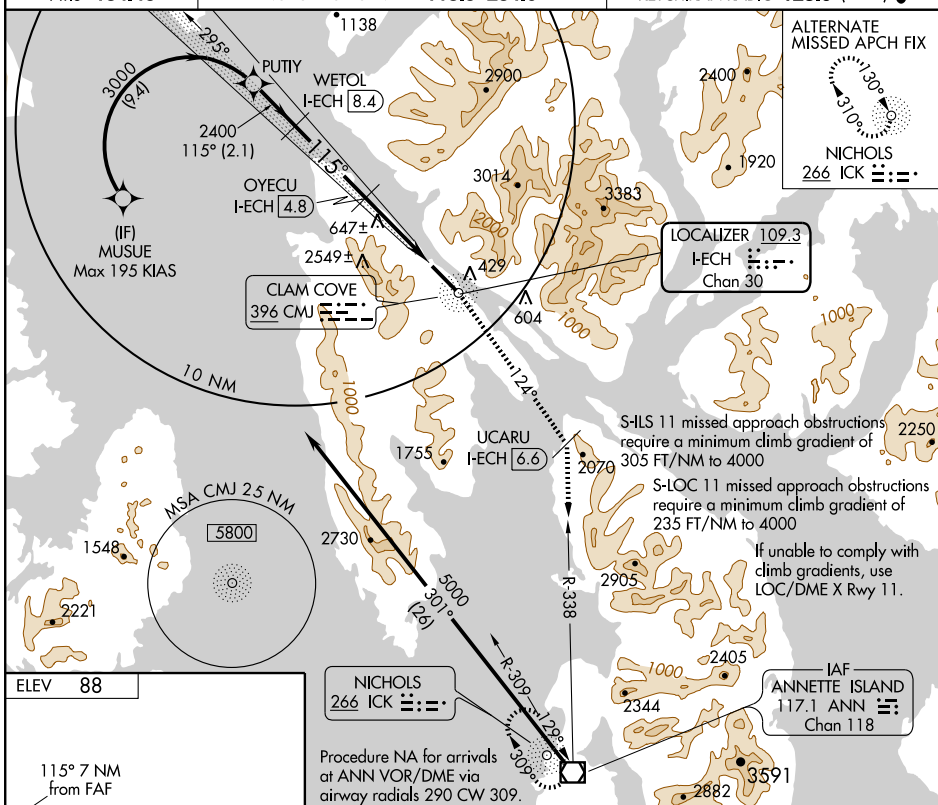 1138
295°
PUTIY
WETOL
I-ECH 8.4
2900
2400
ALTERNATE
MISSED APCH FIX
130°
310°
NICHOLS
266 ICK
3000
(9.4)
2400
115° (2.1)
115°
1920
3014
3383
2000
OYECU
I-ECH 4.8
647±
(IF)
MUSUE
Max 195 KIAS
2549±
429
LOCALIZER 109.3
I-ECH
Chan 30
CLAM COVE
396 CMJ
604
1000
1000
10 NM
1000
124°
S-ILS 11 missed approach obstructions
require a minimum climb gradient of
305 FT/NM to 4000
2250
UCARU
I-ECH 6.6
1755
2070
S-LOC 11 missed approach obstructions
require a minimum climb gradient of
235 FT/NM to 4000
MSA CMJ 25 NM
5800
1548
2730
If unable to comply with
climb gradients, use
LOC/DME X Rwy 11.
2905
5000
301°
(26)
R-338
2221
R-309
1000
2405
IAF
ANNETTE ISLAND
117.1 ANN
Chan 118
2344
ELEV 88
NICHOLS
266 ICK
129°
309°
Procedure NA for arrivals
at ANN VOR/DME via
airway radials 290 CW 309.
3591
2882
115° 7 NM
from FAF